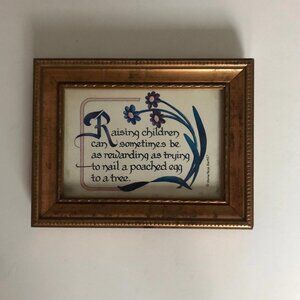 Raising children
can sometimes be
as rewarding as trying
to nail a poached egg
to a tree.